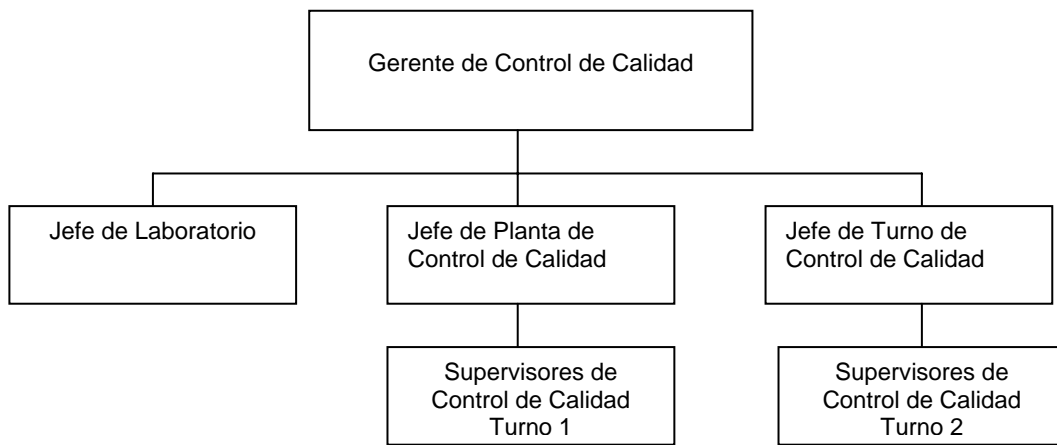 Gerente de Control de Calidad
Jefe de Laboratorio
Jefe de Planta de
Control de Calidad
Jefe de Turno de
Control de Calidad
Supervisores de
Control de Calidad
Turno 1
Supervisores de
Control de Calidad
Turno 2